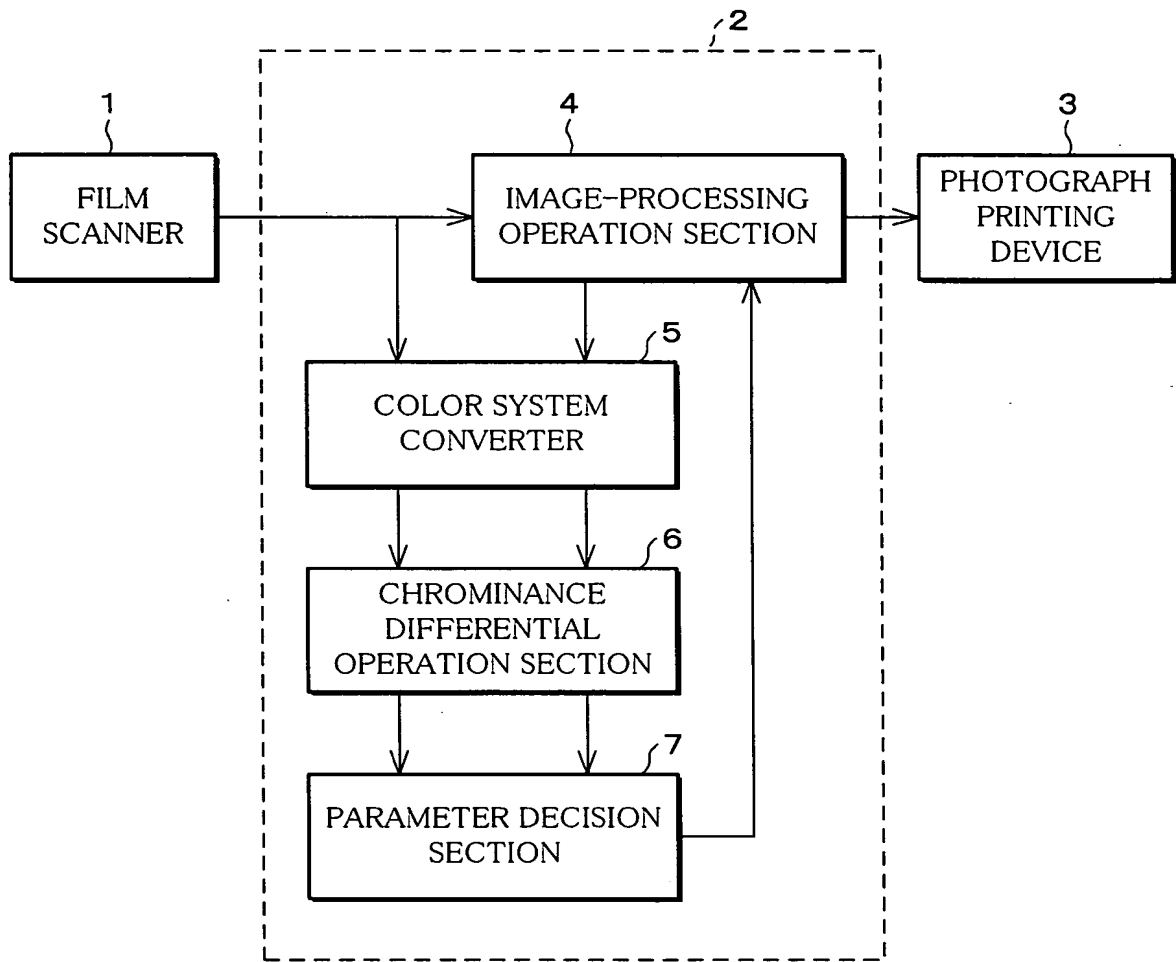 2
1
4
3
FILM
SCANNER
IMAGE-PROCESSING
OPERATION SECTION
PHOTOGRAPH
PRINTING
DEVICE
5
COLOR SYSTEM
CONVERTER
6
CHROMINANCE
DIFFERENTIAL
OPERATION SECTION
7
PARAMETER DECISION
SECTION